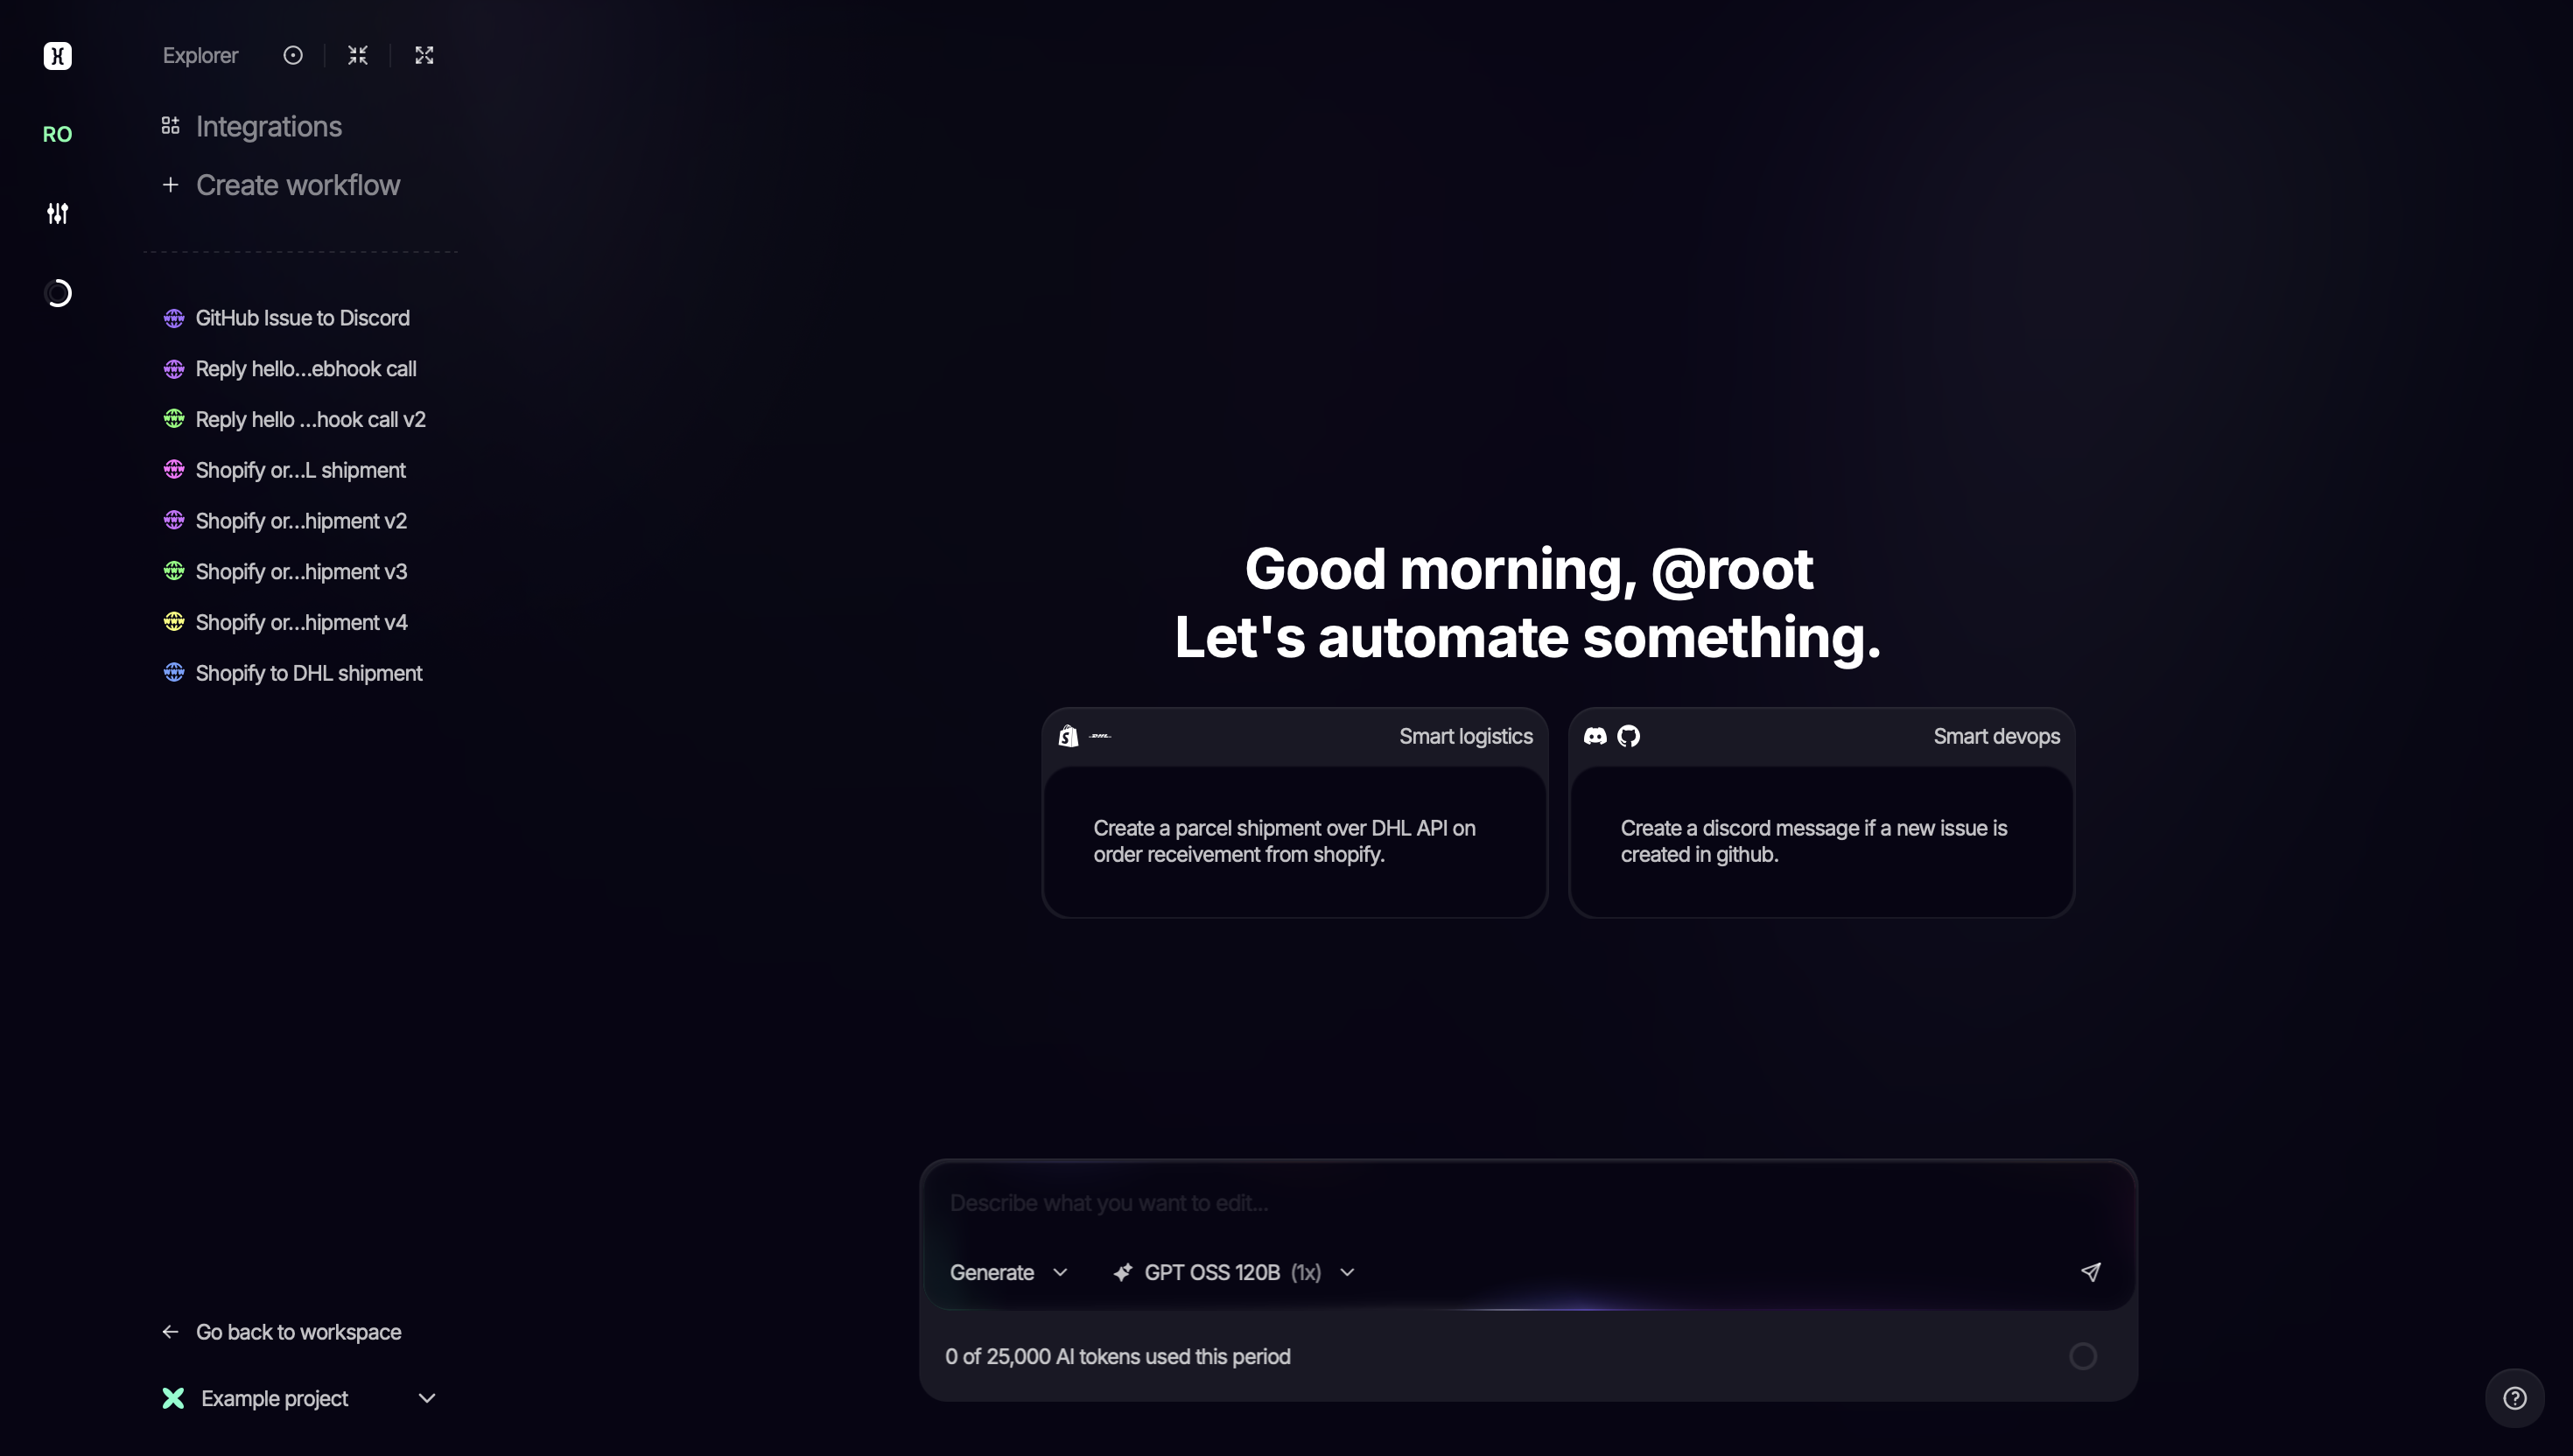 Explorer
RO
Integrations
Create workflow
GitHub Issue to Discord
Reply hello...ebhook call
Reply hello ...hook call v2
Shopify or...L shipment
Shopify or...hipment v2
Shopify or...hipment v3
Shopify or...hipment v4
Shopify to DHL shipment
Good morning, @root
Let's automate something.
Smart logistics
Create a parcel shipment over DHL API on
order receivement from shopify.
Smart devops
Create a discord message if a new issue is
created in github.
Describe what you want to edit...
Generate
GPT OSS 120B (1x)
0 of 25,000 AI tokens used this period
Go back to workspace
Example project